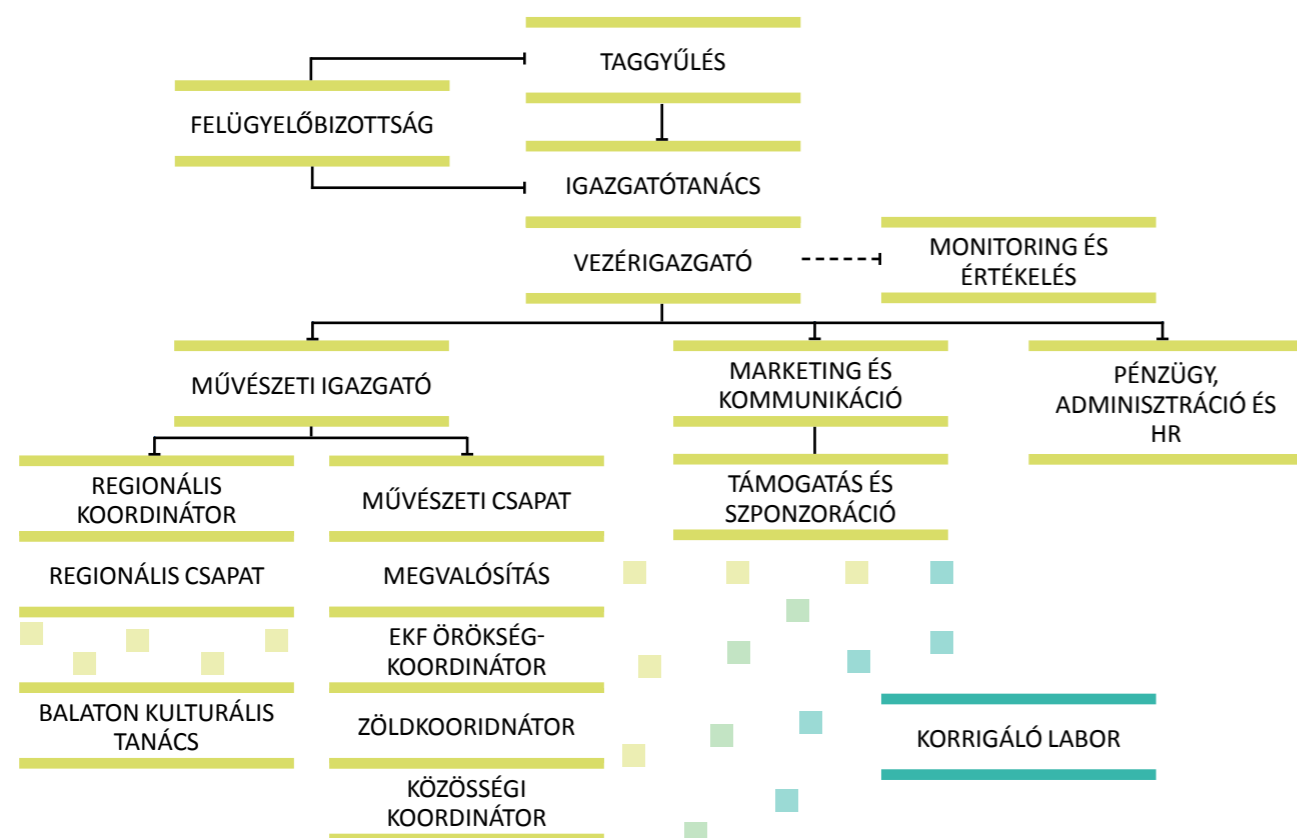 TAGGYŰLÉS
FELÜGYELŐBIZOTTSÁG
IGAZGATÓTANÁCS
VEZÉRIGAZGATÓ
MONITORING ÉS
ÉRTÉKELÉS
MŰVÉSZETI IGAZGATÓ
MARKETING ÉS
KOMMUNIKÁCIÓ
PÉNZÜGY,
ADMINISZTRÁCIÓ ÉS
HR
REGIONÁLIS
KOORDINÁTOR
MŰVÉSZETI CSAPAT
TÁMOGATÁS ÉS
SZPONZORÁCIÓ
REGIONÁLIS CSAPAT
MEGVALÓSÍTÁS
EKF ÖRÖKSÉG-
KOORDINÁTOR
BALATON KULTURÁLIS
TANÁCS
ZÖLDKOORIDNÁTOR
KORRIGÁLÓ LABOR
KÖZÖSSÉGI
KOORDINÁTOR